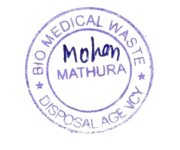 BIO MEDICAL WASTE
Mohan
MATHURA
★ DISPOSAL AGENCY ★